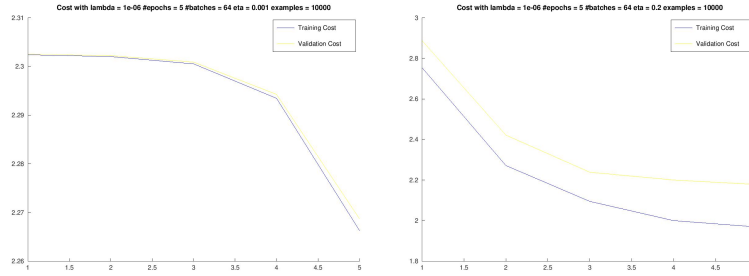 Cost with lambda = 1e-06 #epochs = 5 #batches = 64 eta = 0.001 examples = 10000
2.31
Training Cost
Validation Cost
2.3
2.29
2.28
2.27
2.26
1 1.5 2 2.5 3 3.5 4 4.5 5
Cost with lambda = 1e-06 #epochs = 5 #batches = 64 eta = 0.2 examples = 10000
3
Training Cost
Validation Cost
2.8
2.6
2.4
2.2
2
1.8
1 1.5 2 2.5 3 3.5 4 4.5